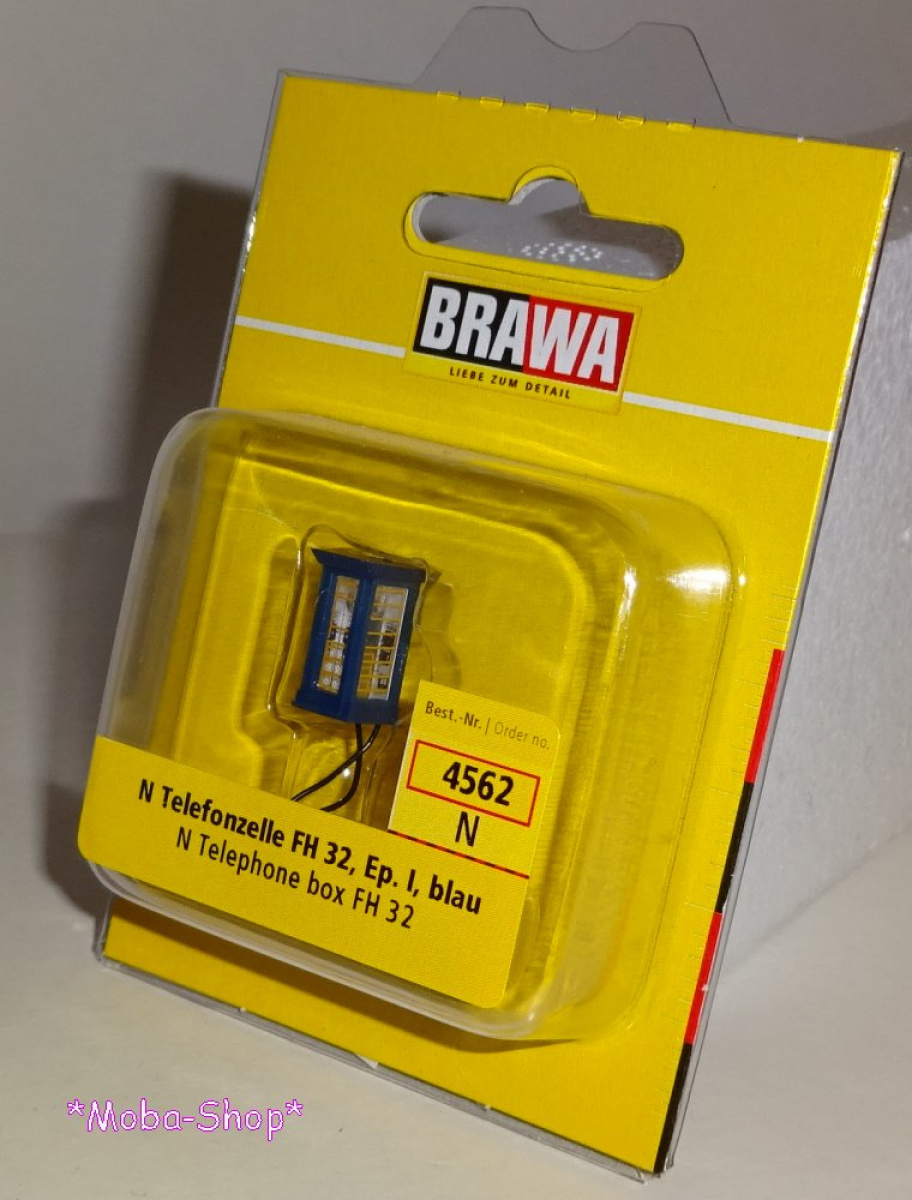 BRAWA
LIEBE ZUM DETAIL
Best.-Nr. | Order no.
4562
N
N Telefonzelle FH 32, Ep. I, blau
N Telephone box FH 32
*Moba-Shop*